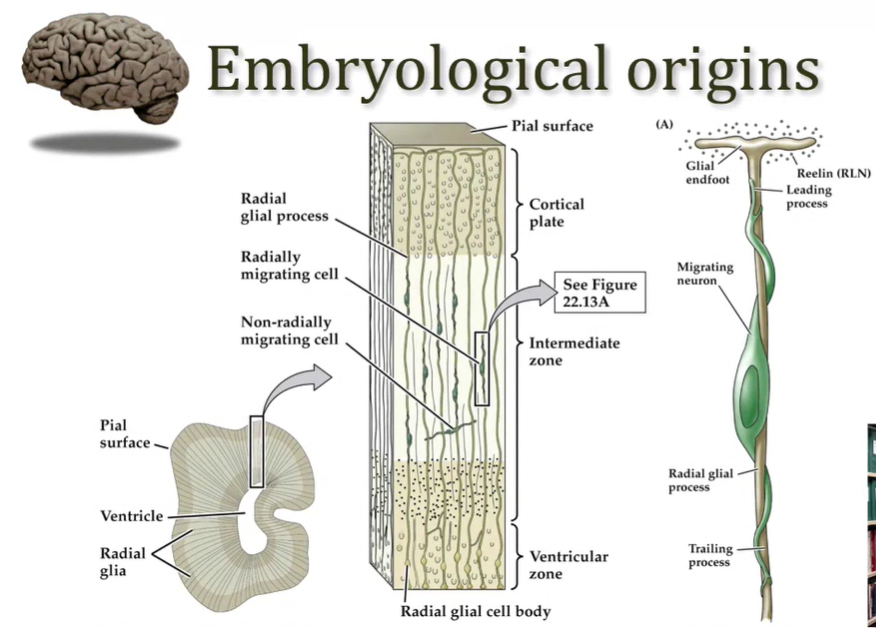 Embryological origins
Pial surface
Radial
glial process
Radially
migrating cell
Non-radially
migrating cell
Cortical
plate
See Figure
22.13A
Intermediate
zone
Ventricular
zone
Radial glial cell body
Pial
surface
Ventricle
Radial
glia
(A)
Glial
endfoot
Reelin (RLN)
Leading
process
Migrating
neuron
Radial glial
process
Trailing
process